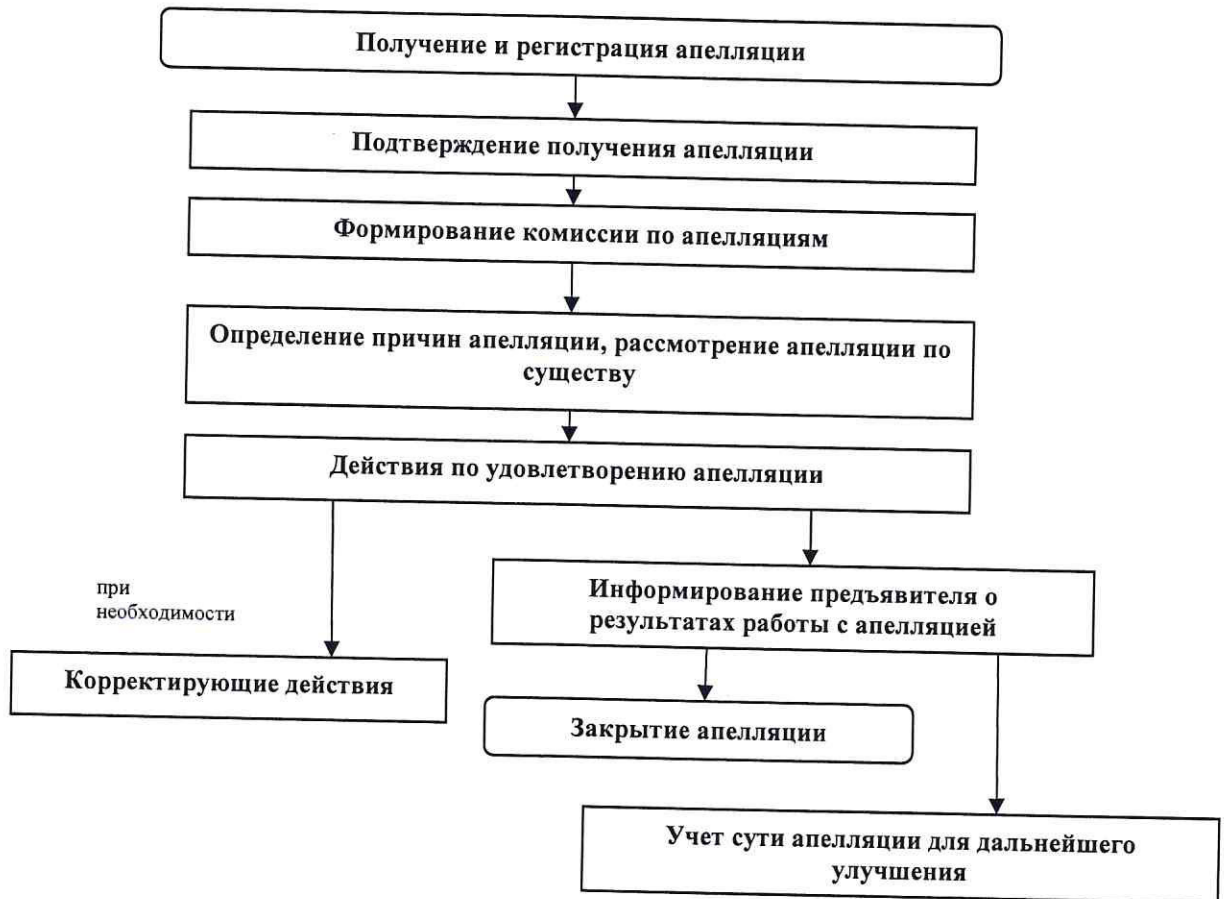 Получение и регистрация апелляции
Подтверждение получения апелляции
Формирование комиссии по апелляциям
Определение причин апелляции, рассмотрение апелляции по
существу
Действия по удовлетворению апелляции
при
необходимости
Информирование предъявителя о
результатах работы с апелляцией
Корректирующие действия
Закрытие апелляции
Учет сути апелляции для дальнейшего
улучшения